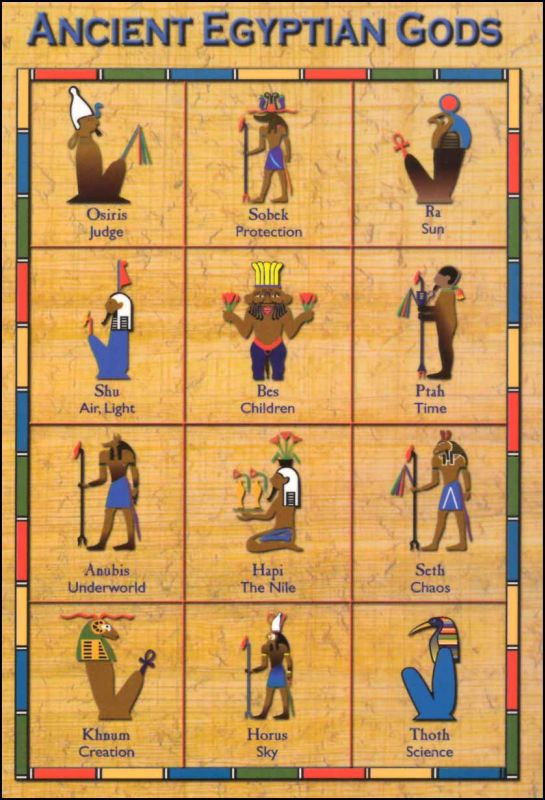 ANCIENT EGYPTIAN GODS
Osiris
Judge
Sobek
Protection
Ra
Sun
Shu
Air, Light
Bes
Children
Ptah
Time
Anubis
Underworld
Hapi
The Nile
Seth
Chaos
Khnum
Creation
Horus
Sky
Thoth
Science